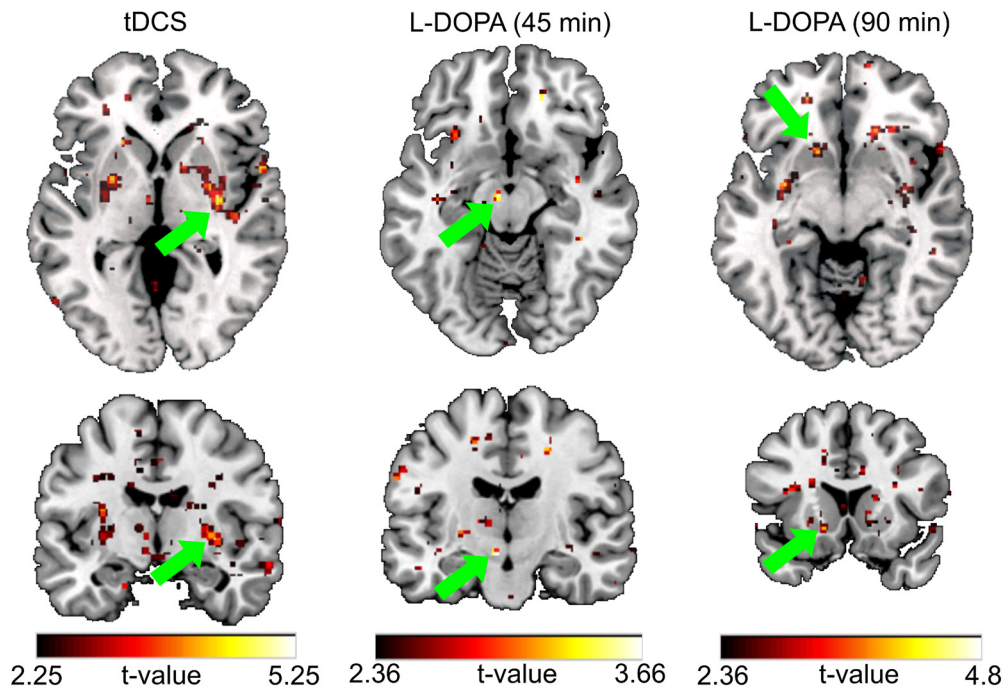 tDCS L-DOPA (45 min) L-DOPA (90 min)
2.25 t-value 5.25 2.36 t-value 3.66 2.36 t-value 4.8